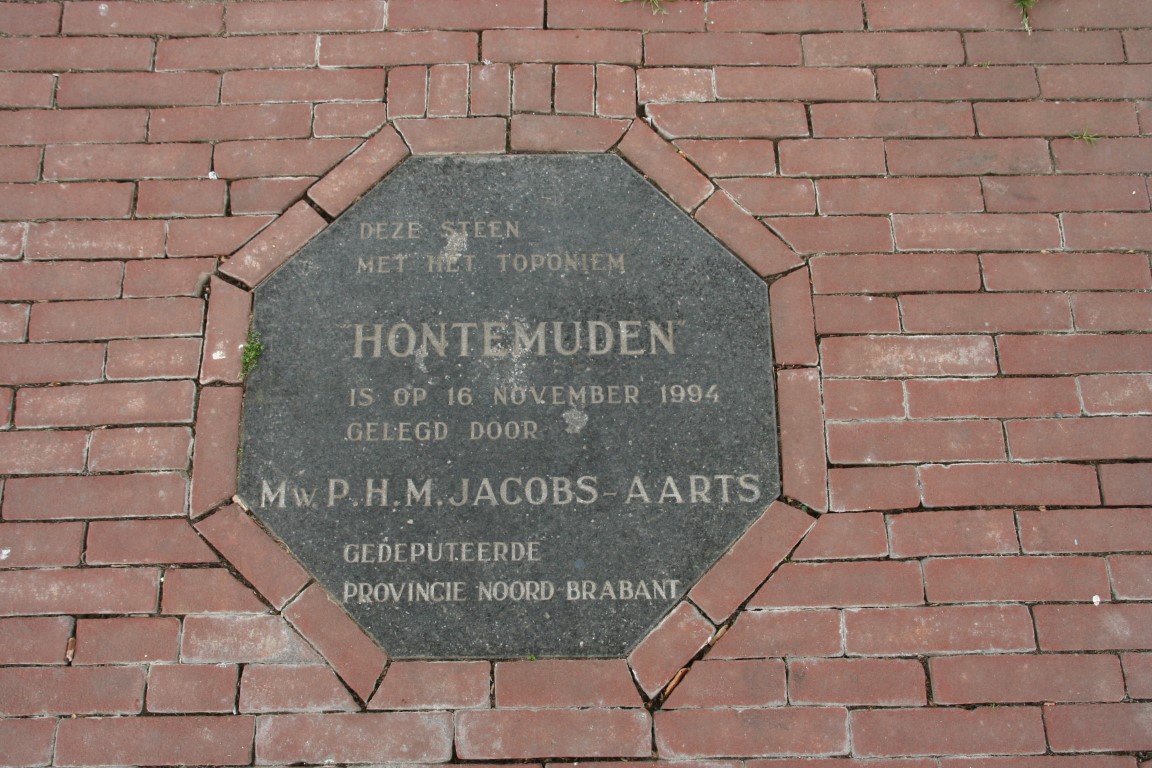 DEZE STEEN
MET HET TOPONIEM
"HONTEMUDEN"
IS OP 16 NOVEMBER 1994
GELEGD DOOR
Mw. P.H.M. JACOBS-AARTS
GEDEPUTEERDE
PROVINCIE NOORD-BRABANT